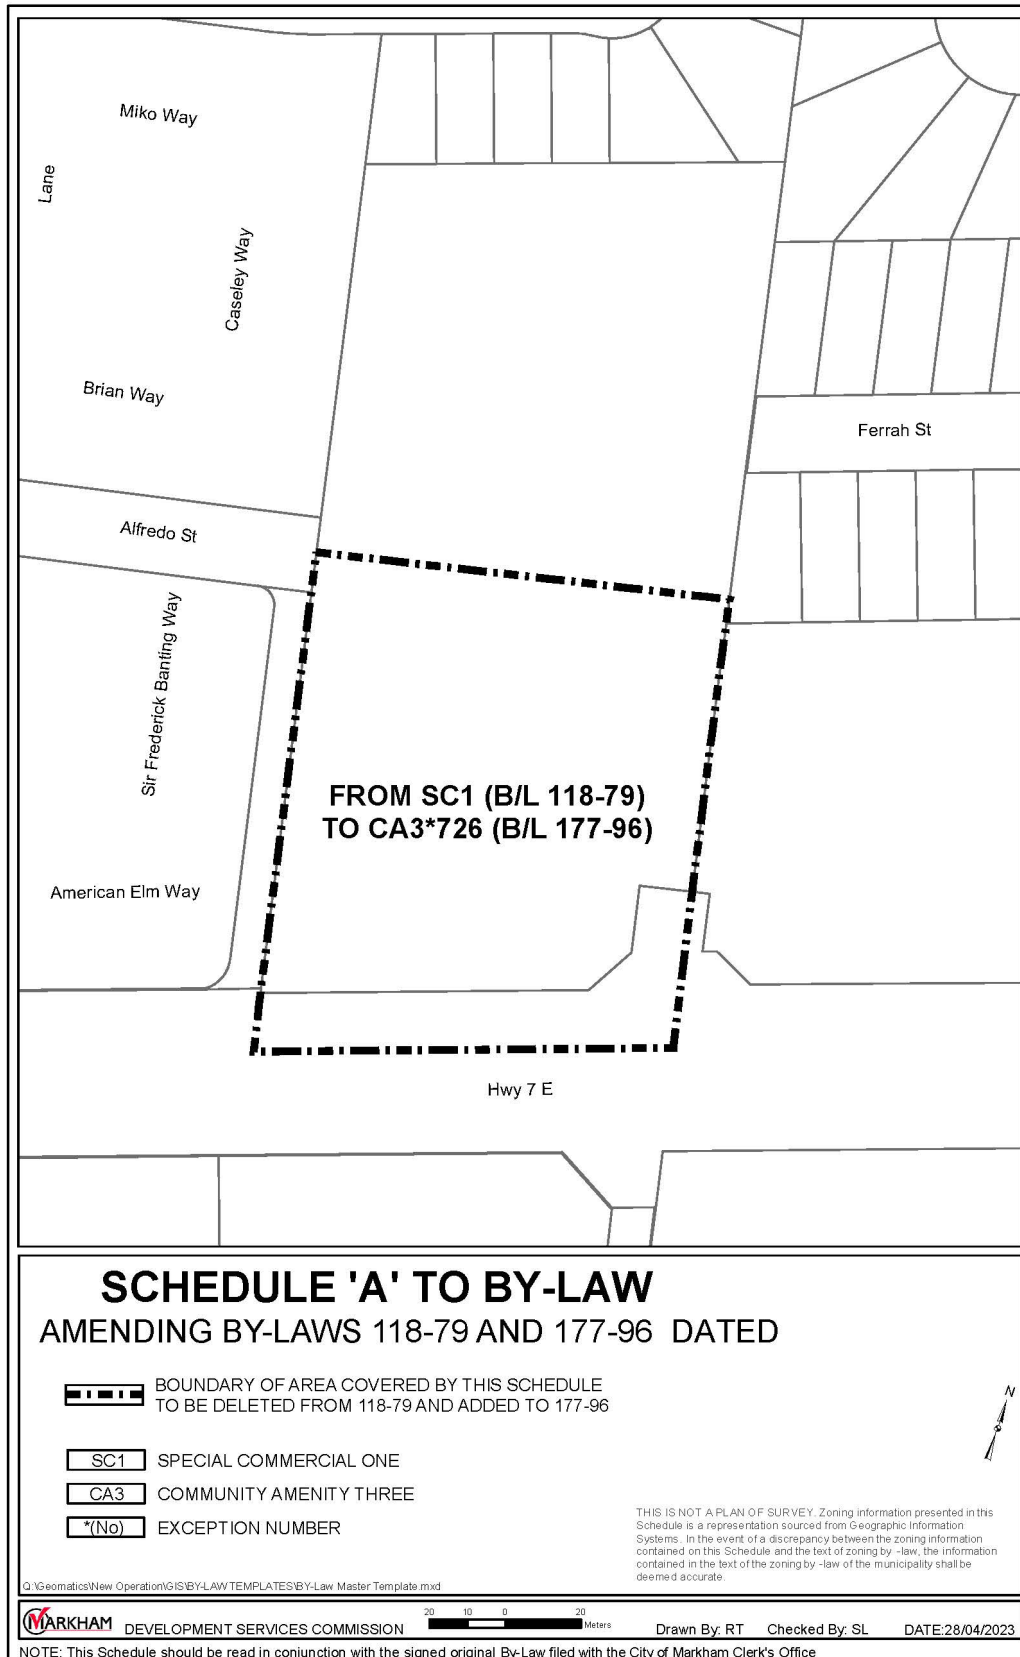 Miko Way
Lane
Caseley Way
Brian Way
Ferrah St
Alfredo St
Sir Frederick Banting Way
FROM SC1 (B/L 118-79)
TO CA3*726 (B/L 177-96)
American Elm Way
Hwy 7 E
SCHEDULE 'A' TO BY-LAW
AMENDING BY-LAWS 118-79 AND 177-96 DATED
BOUNDARY OF AREA COVERED BY THIS SCHEDULE
TO BE DELETED FROM 118-79 AND ADDED TO 177-96
N
SC1 SPECIAL COMMERCIAL ONE
CA3 COMMUNITY AMENITY THREE
*(No) EXCEPTION NUMBER
THIS IS NOT A PLAN OF SURVEY. Zoning information presented in this
Schedule is a representation sourced from Geographic Information
Systems. In the event of a discrepancy between the zoning information
contained on this Schedule and the text of zoning by -law, the information
contained in the text of the zoning by -law of the municipality shall be
deemed accurate.
Q:\Geomatics\New Operation\GIS\BY-LAW TEMPLATES\BY-Law Master Template.mxd
MARKHAM DEVELOPMENT SERVICES COMMISSION 20 10 0 20 Meters Drawn By: RT Checked By: SL DATE:28/04/2023
NOTE: This Schedule should be read in conjunction with the signed original By-Law filed with the City of Markham Clerk's Office